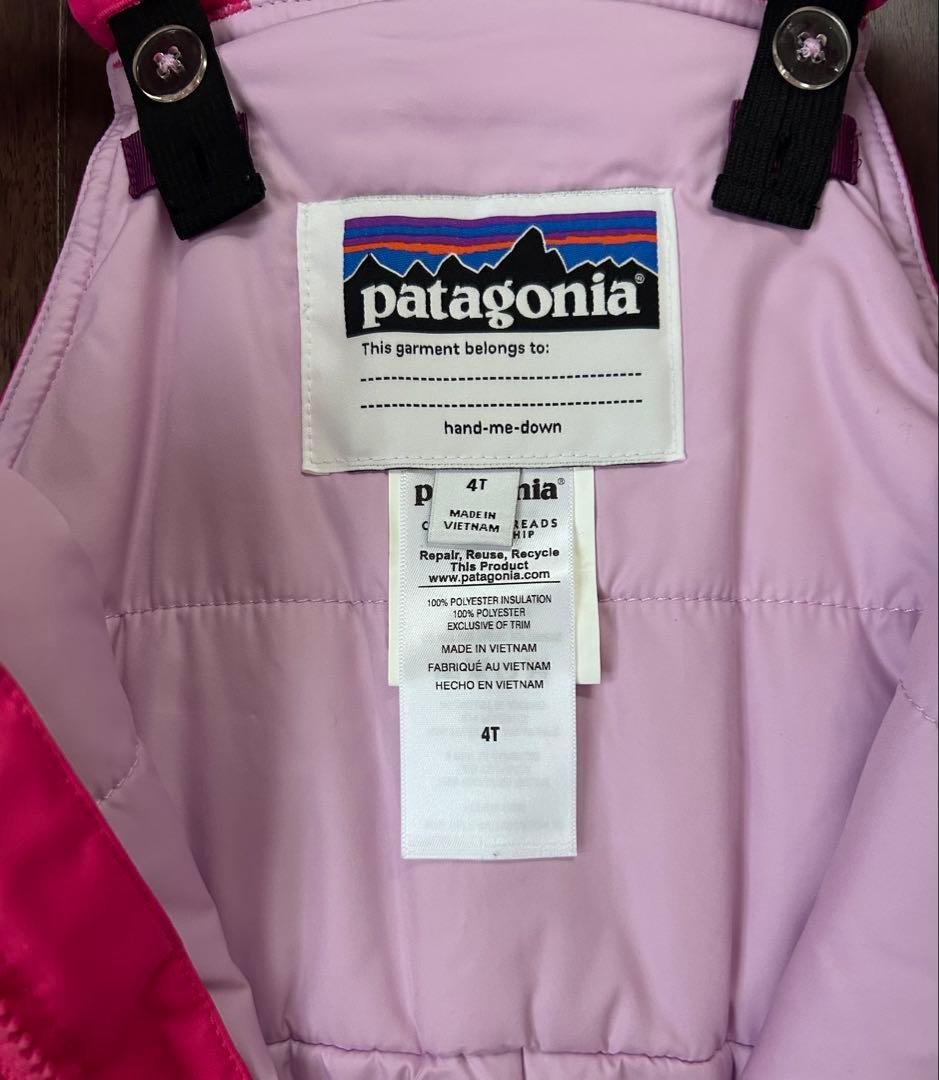 patagonia®
This garment belongs to:
hand-me-down
4T
MADE IN
VIETNAM
Repair, Reuse, Recycle
This Product
www.patagonia.com
100% POLYESTER INSULATION
100% POLYESTER
EXCLUSIVE OF TRIM
MADE IN VIETNAM
FABRIQUÉ AU VIETNAM
HECHO EN VIETNAM
4T